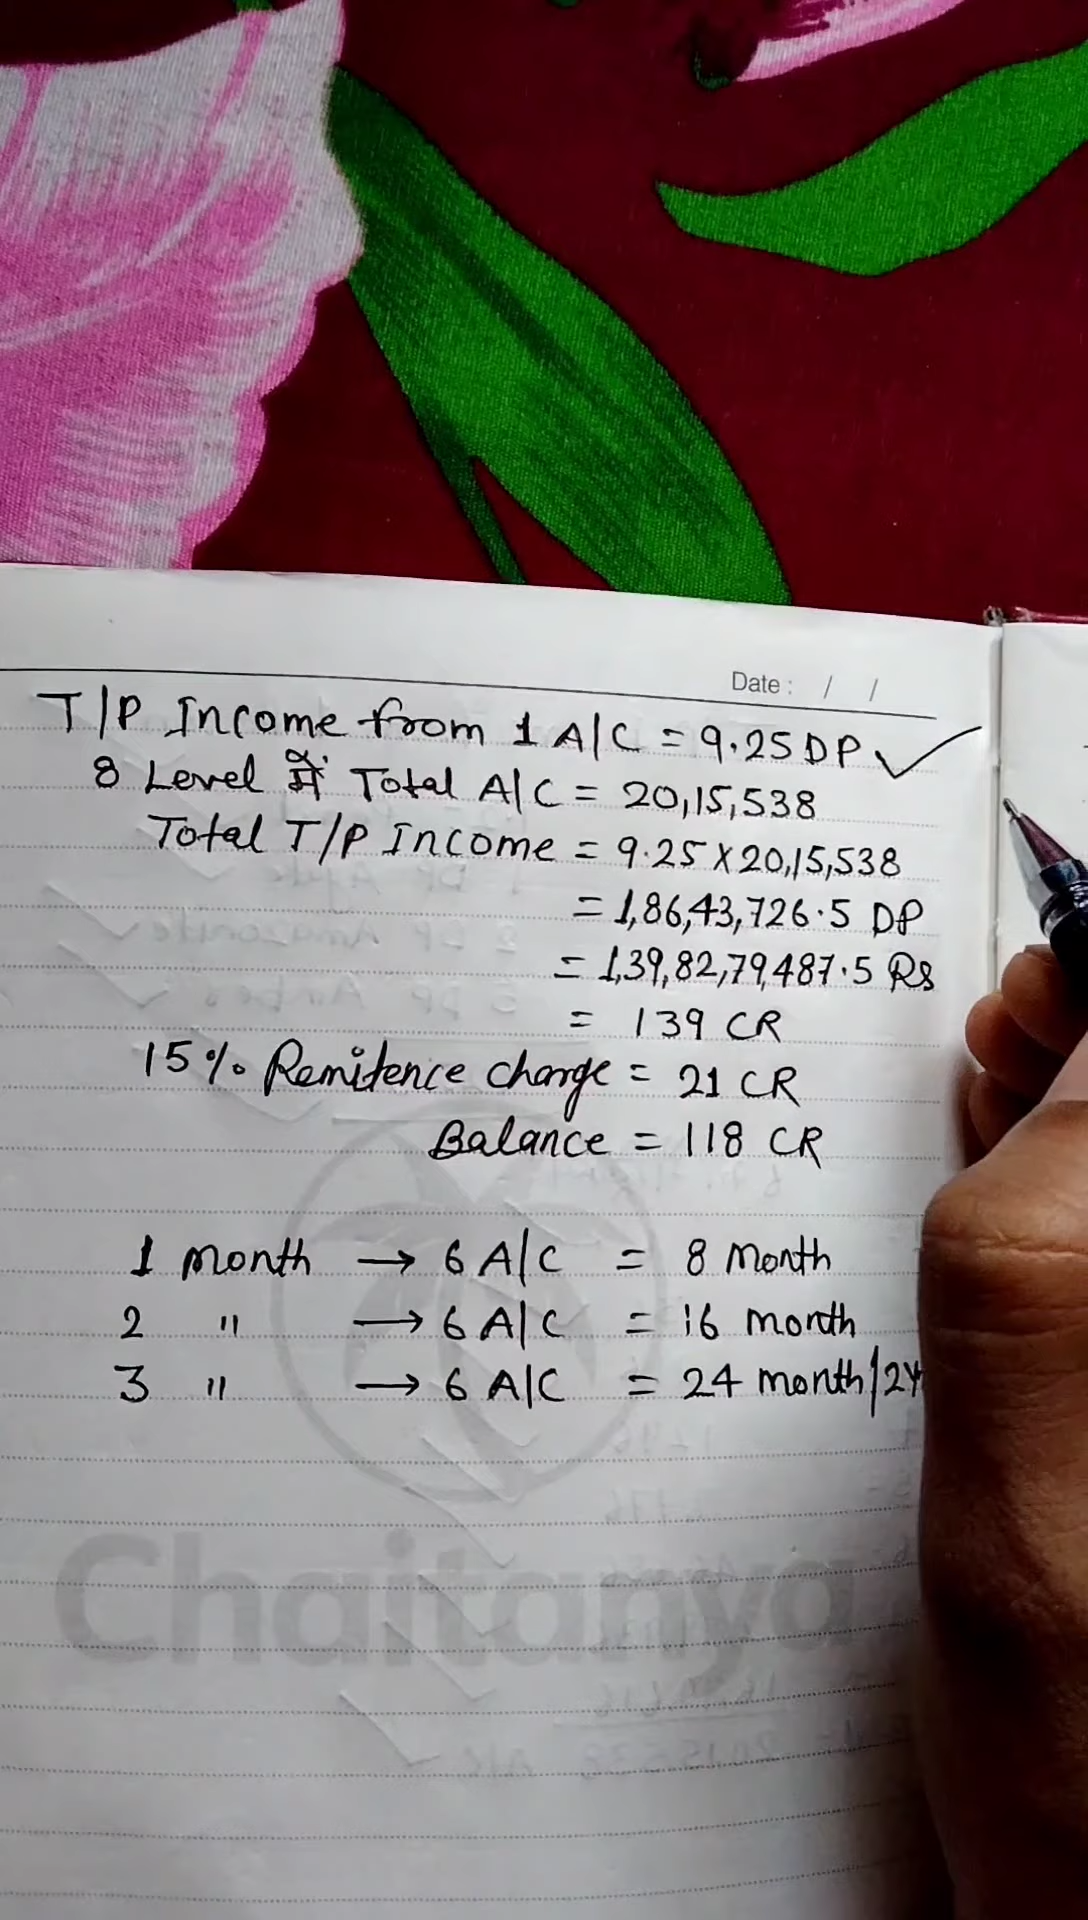 Date : / /
T/P Income from 1 A/C = 9.25 DP ✓
8 Level में Total A/C = 20,15,538
Total T/P Income = 9.25 X 20,15,538
= 1,86,43,726.5 DP
= 1,39,82,79,487.5 Rs
= 139 CR
15% Remitence charge = 21 CR
Balance = 118 CR
1 month → 6 A/C = 8 Month
2 " → 6 A/C = 16 month
3 " → 6 A/C = 24 month/24
Chaitanya